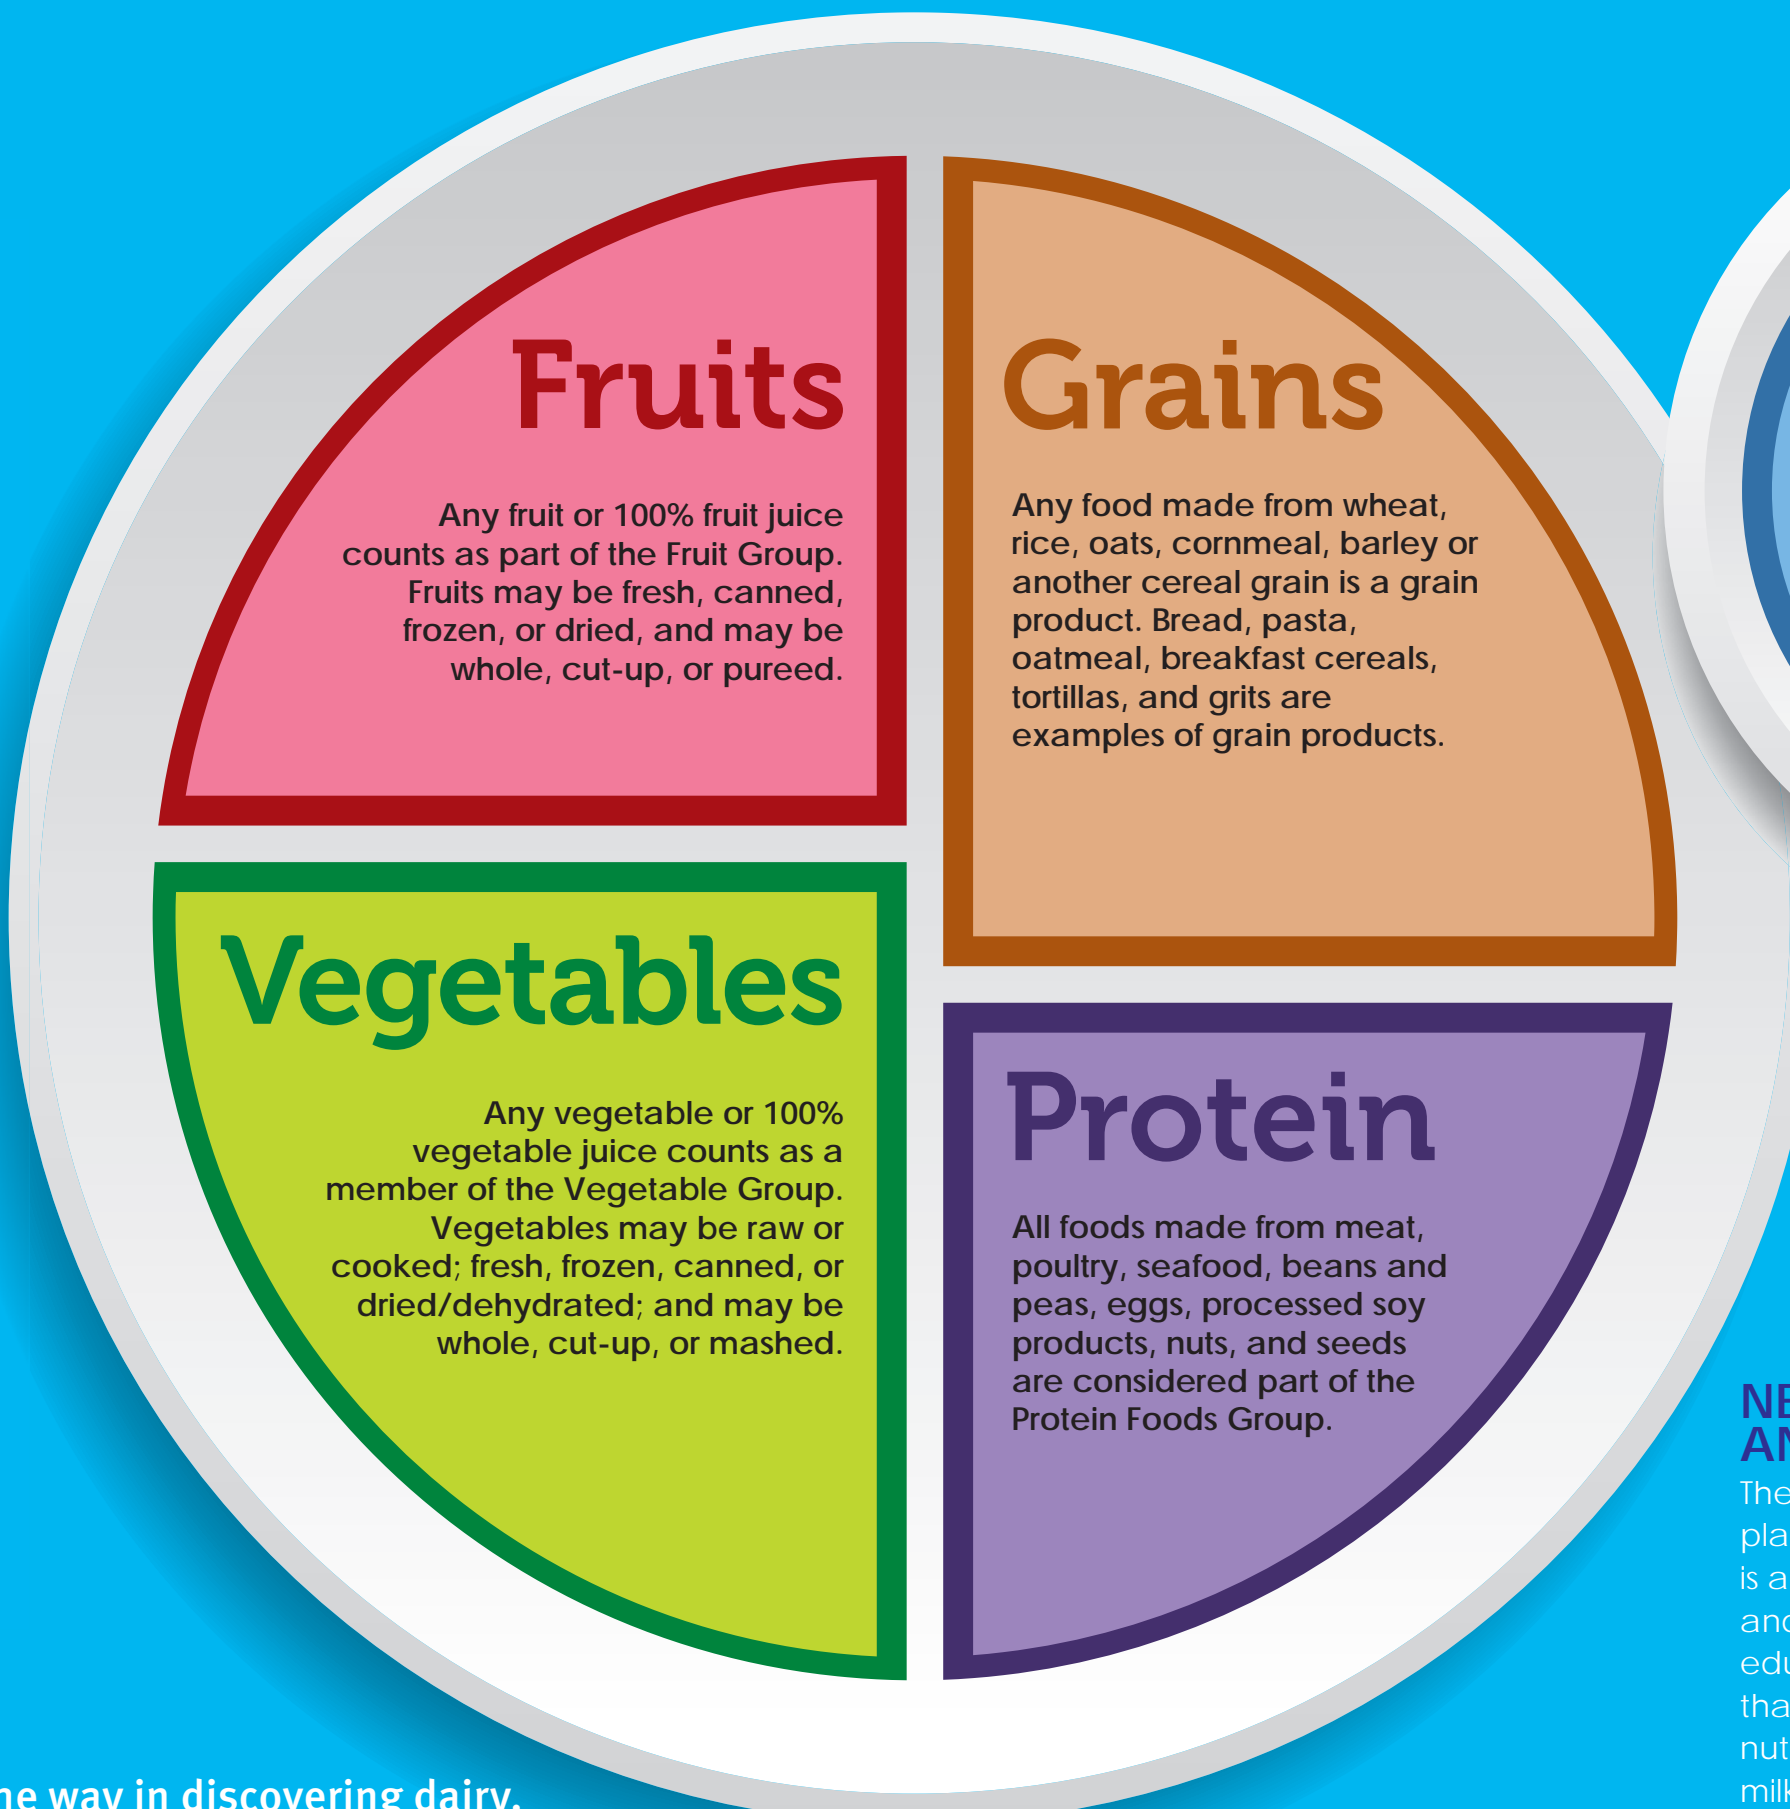 Fruits
Any fruit or 100% fruit juice
counts as part of the Fruit Group.
Fruits may be fresh, canned,
frozen, or dried, and may be
whole, cut-up, or pureed.
Grains
Any food made from wheat,
rice, oats, cornmeal, barley or
another cereal grain is a grain
product. Bread, pasta,
oatmeal, breakfast cereals,
tortillas, and grits are
examples of grain products.
Vegetables
Any vegetable or 100%
vegetable juice counts as a
member of the Vegetable Group.
Vegetables may be raw or
cooked; fresh, frozen, canned, or
dried/dehydrated; and may be
whole, cut-up, or mashed.
Protein
All foods made from meat,
poultry, seafood, beans and
peas, eggs, processed soy
products, nuts, and seeds
are considered part of the
Protein Foods Group.
The
is a
way in discovering dairy.